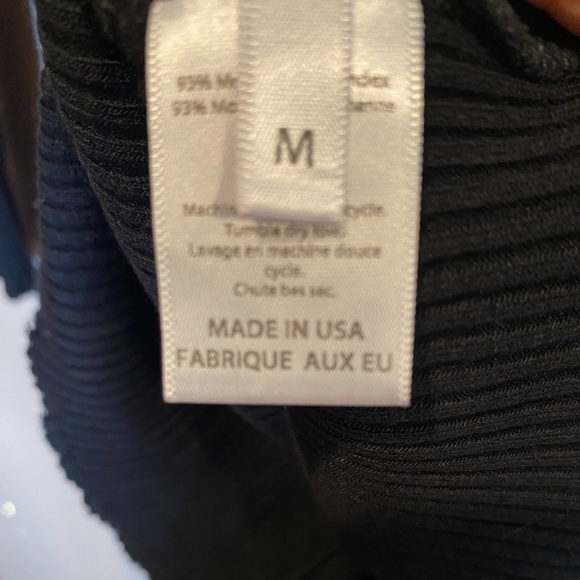 93%
93%
M
cycle.
Tumble dry low.
Lavage en machine douce
cycle.
Chute bas sac.
MADE IN USA
FABRIQUE AUX EU